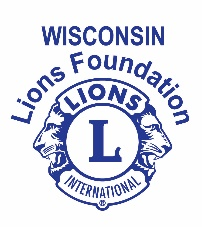 WISCONSIN
Lions Foundation
LIONS
L
INTERNATIONAL
®